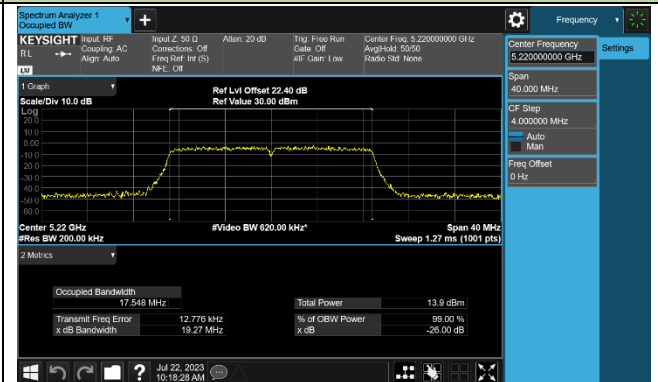 Spectrum Analyzer 1
Occupied BW
+
Frequency
KEYSIGHT Input: RF
RL
Coupling: AC
Align: Auto
LXI
Input Z: 50 Ω
Corrections: Off
Freq Ref: Int (S)
NFE: Off
Atten: 20 dB
Trig: Free Run
Gate: Off
#IF Gain: Low
Center Freq: 5.220000000 GHz
Avg|Hold: 50/50
Radio Std: None
Center Frequency
5.220000000 GHz
Settings
Span
40.000 MHz
CF Step
4.000000 MHz
Auto
Man
Freq Offset
0 Hz
1 Graph
Scale/Div 10.0 dB
Ref Lvl Offset 22.40 dB
Ref Value 30.00 dBm
Log
20.0
10.0
0.00
-10.0
-20.0
-30.0
-40.0
-50.0
-60.0
Center 5.22 GHz
#Res BW 200.00 kHz
#Video BW 620.00 kHz*
Span 40 MHz
Sweep 1.27 ms (1001 pts)
2 Metrics
Occupied Bandwidth
17.548 MHz
Total Power 13.9 dBm
Transmit Freq Error 12.776 kHz
% of OBW Power 99.00 %
x dB Bandwidth 19.27 MHz
x dB -26.00 dB
?
Jul 22, 2023
10:18:28 AM